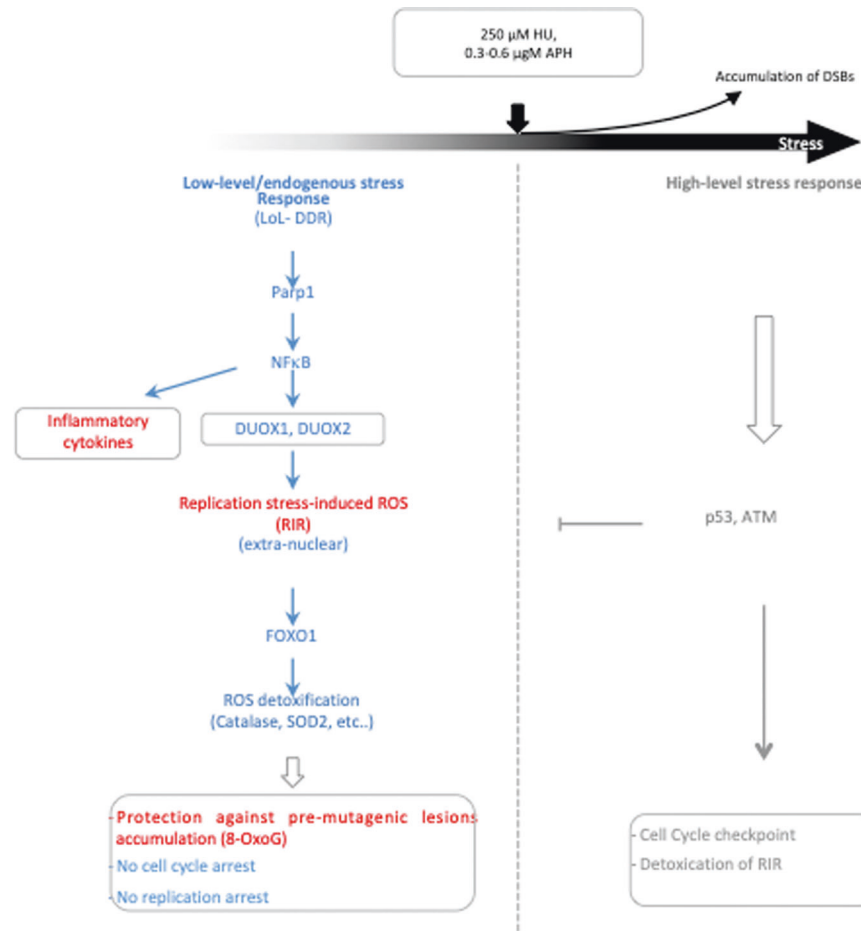 250 µM HU,
0.3-0.6 µgM APH
Accumulation of DSBs
Stress
Low-level/endogenous stress
Response
(LoL- DDR)
High-level stress response
Parp1
NFκB
Inflammatory
cytokines
DUOX1, DUOX2
Replication stress-induced ROS
(RIR)
(extra-nuclear)
p53, ATM
FOXO1
ROS detoxification
(Catalase, SOD2, etc..)
-Protection against pre-mutagenic lesions
accumulation (8-OxoG)
-No cell cycle arrest
-No replication arrest
- Cell Cycle checkpoint
- Detoxication of RIR